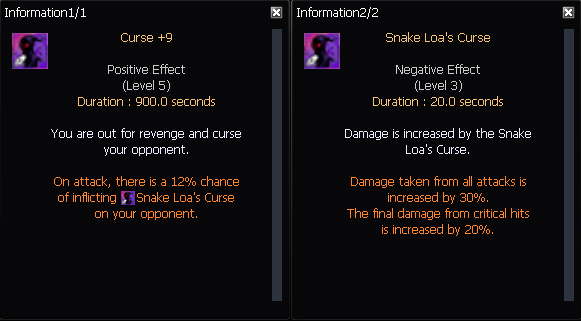 Information1/1
Curse +9
Positive Effect
(Level 5)
Duration : 900.0 seconds
You are out for revenge and curse
your opponent.
On attack, there is a 12% chance
of inflicting Snake Loa's Curse
on your opponent.
Information2/2
Snake Loa's Curse
Negative Effect
(Level 3)
Duration : 20.0 seconds
Damage is increased by the Snake
Loa's Curse.
Damage taken from all attacks is
increased by 30%.
The final damage from critical hits
is increased by 20%.